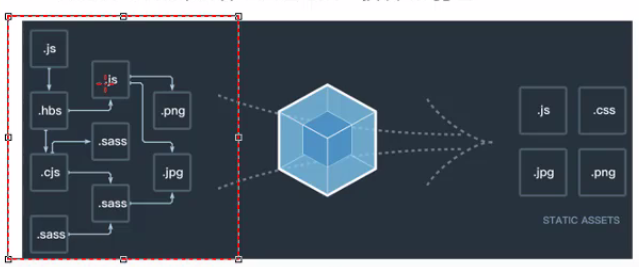 .js
.js
.hbs
.png
.sass
.cjs
.jpg
.sass
.sass
.js
.css
.jpg
.png
STATIC ASSETS